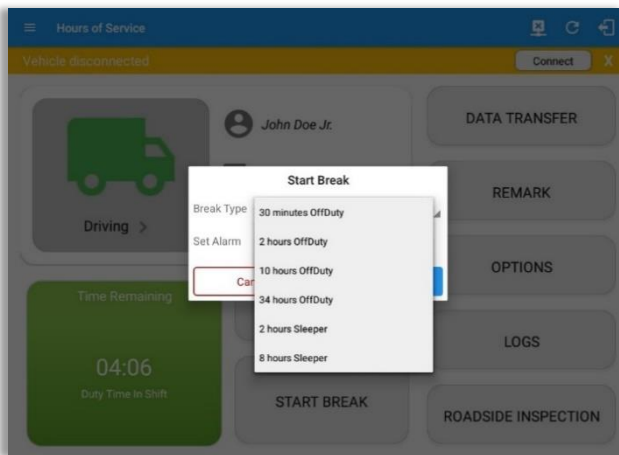 Hours of Service
Vehicle disconnected
Connect
X
John Doe Jr.
DATA TRANSFER
Start Break
Break Type
30 minutes OffDuty
REMARK
Driving >
Set Alarm
2 hours OffDuty
10 hours OffDuty
OPTIONS
Time Remaining
34 hours OffDuty
2 hours Sleeper
LOGS
8 hours Sleeper
04:06
Duty Time In Shift
START BREAK
ROADSIDE INSPECTION